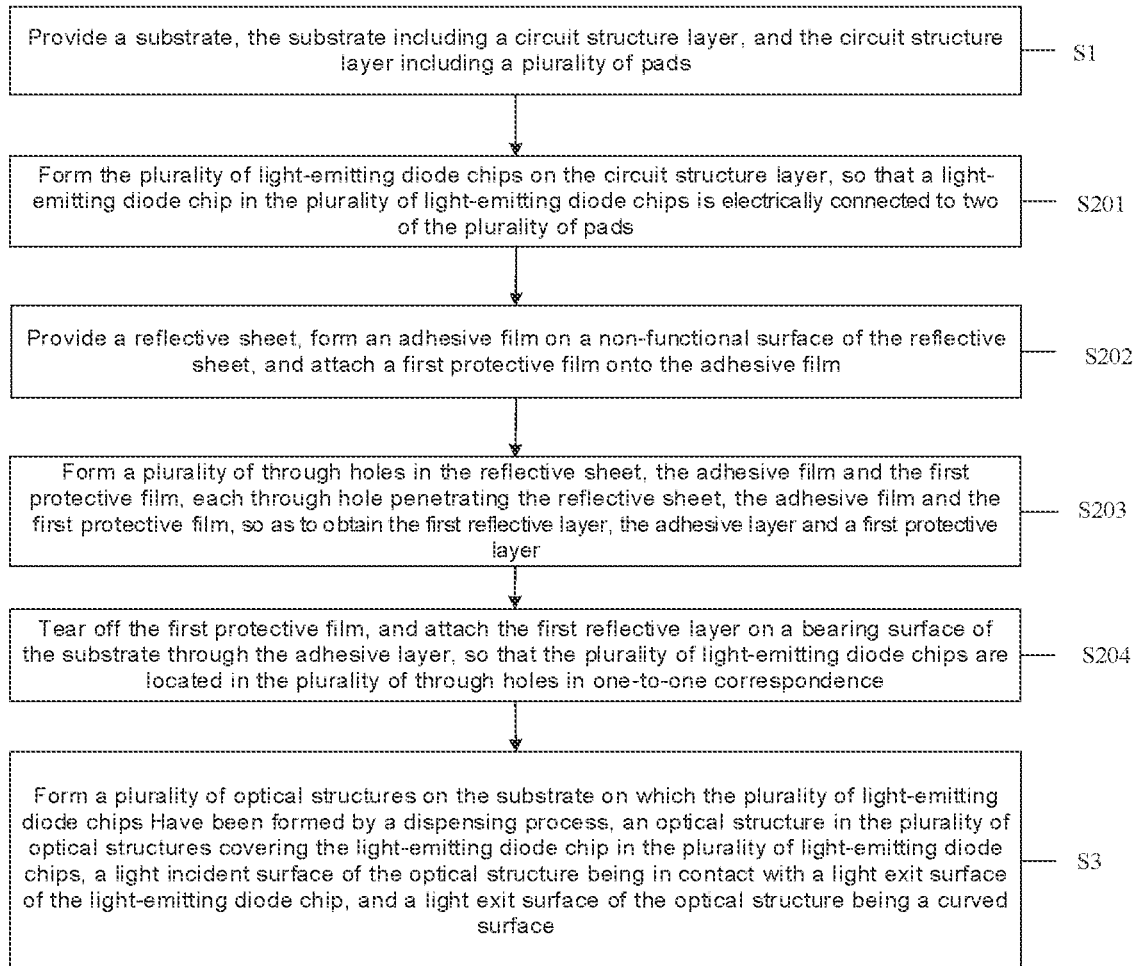 Provide a substrate, the substrate including a circuit structure layer, and the circuit structure
layer including a plurality of pads
S1
Form the plurality of light-emitting diode chips on the circuit structure layer, so that a light-
emitting diode chip in the plurality of light-emitting diode chips is electrically connected to two
of the plurality of pads
S201
Provide a reflective sheet, form an adhesive film on a non-functional surface of the reflective
sheet, and attach a first protective film onto the adhesive film
S202
Form a plurality of through holes in the reflective sheet, the adhesive film and the first
protective film, each through hole penetrating the reflective sheet, the adhesive film and the
first protective film, so as to obtain the first reflective layer, the adhesive layer and a first protective
layer
S203
Tear off the first protective film, and attach the first reflective layer on a bearing surface of
the substrate through the adhesive layer, so that the plurality of light-emitting diode chips are
located in the plurality of through holes in one-to-one correspondence
S204
Form a plurality of optical structures on the substrate on which the plurality of light-emitting
diode chips Have been formed by a dispensing process, an optical structure in the plurality of
optical structures covering the light-emitting diode chip in the plurality of light-emitting diode
chips, a light incident surface of the optical structure being in contact with a light exit surface
of the light-emitting diode chip, and a light exit surface of the optical structure being a curved
surface
S3